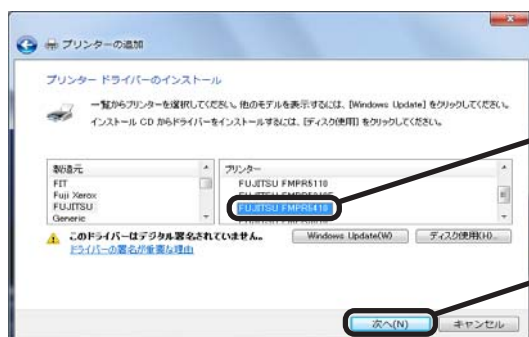 プリンターの追加
プリンター ドライバーのインストール
一覧からプリンターを選択してください。他のモデルを表示するには、[Windows Update] をクリックしてください。
インストール CD からドライバーをインストールするには、[ディスク使用] をクリックしてください。
製造元
FIT
Fuji Xerox
FUJITSU
Generic
プリンター
FUJITSU FMPR5110
FUJITSU FMPR5410
このドライバーはデジタル署名されていません。
ドライバーの署名が重要な理由
Windows Update(W)
ディスク使用(H)...
次へ(N)
キャンセル